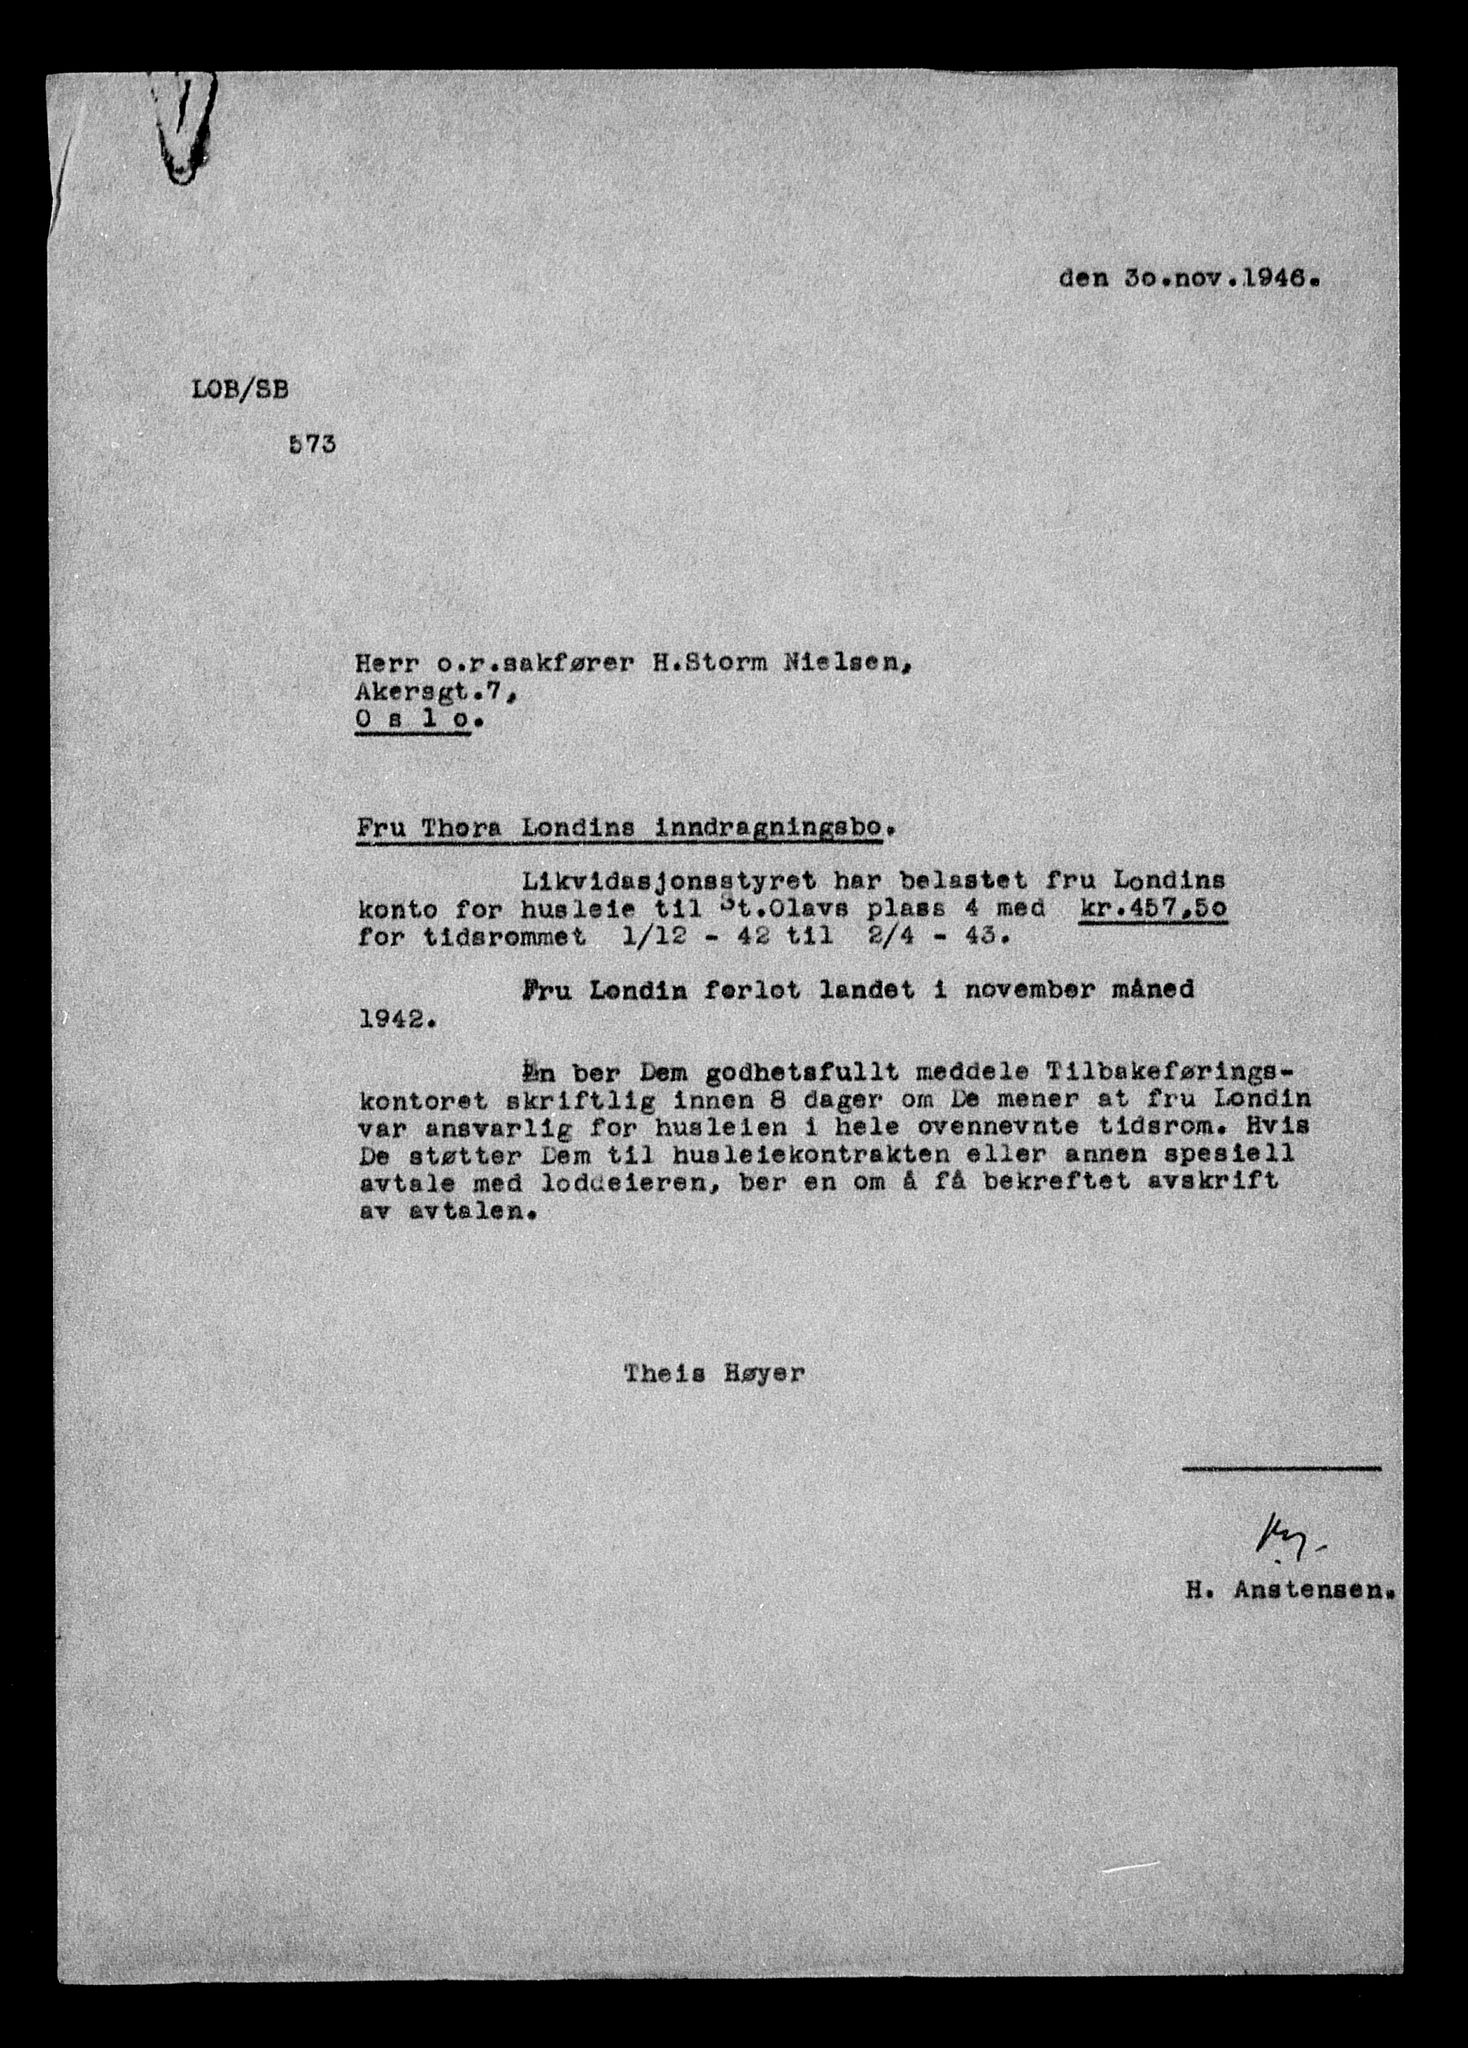 den 3o.nov.1946.
LOB/SB
573
Herr o.r.sakfører H.Storm Nielsen,
Akersgt.7,
O s l o.
Fru Thora Londins inndragningsbo.
Likvidasjonsstyret har belastet fru Londins
konto for husleie til St.Olavs plass 4 med kr.457,5o
for tidsrommet 1/12 - 42 til 2/4 - 43.
Fru Londin forlot landet i november måned
1942.
En ber Dem godhetsfullt meddele Tilbakeførings-
kontoret skriftlig innen 8 dager om De mener at fru Londin
var ansvarlig for husleien i hele ovennevnte tidsrom. Hvis
De støtter Dem til husleiekontrakten eller annen spesiell
avtale med loddeieren, ber en om å få bekreftet avskrift
av avtalen.
Theis Høyer
H. Anstensen.